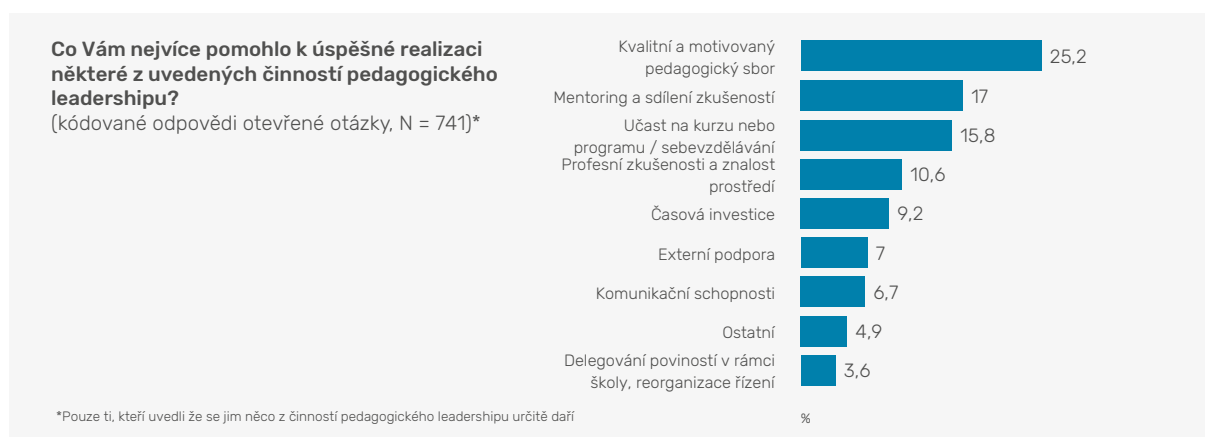 Co Vám nejvíce pomohlo k úspěšné realizaci
některé z uvedených činností pedagogického
leadershipu?
(kódované odpovědi otevřené otázky, N = 741)*
Kvalitní a motivovaný
pedagogický sbor
25,2
Mentoring a sdílení zkušeností
17
Učast na kurzu nebo
programu / sebevzdělávání
15,8
Profesní zkušenosti a znalost
prostředí
10,6
Časová investice
9,2
Externí podpora
7
Komunikační schopnosti
6,7
Ostatní
4,9
Delegování poviností v rámci
školy, reorganizace řízení
3,6
*Pouze ti, kteří uvedli že se jim něco z činností pedagogického leadershipu určitě daří
%